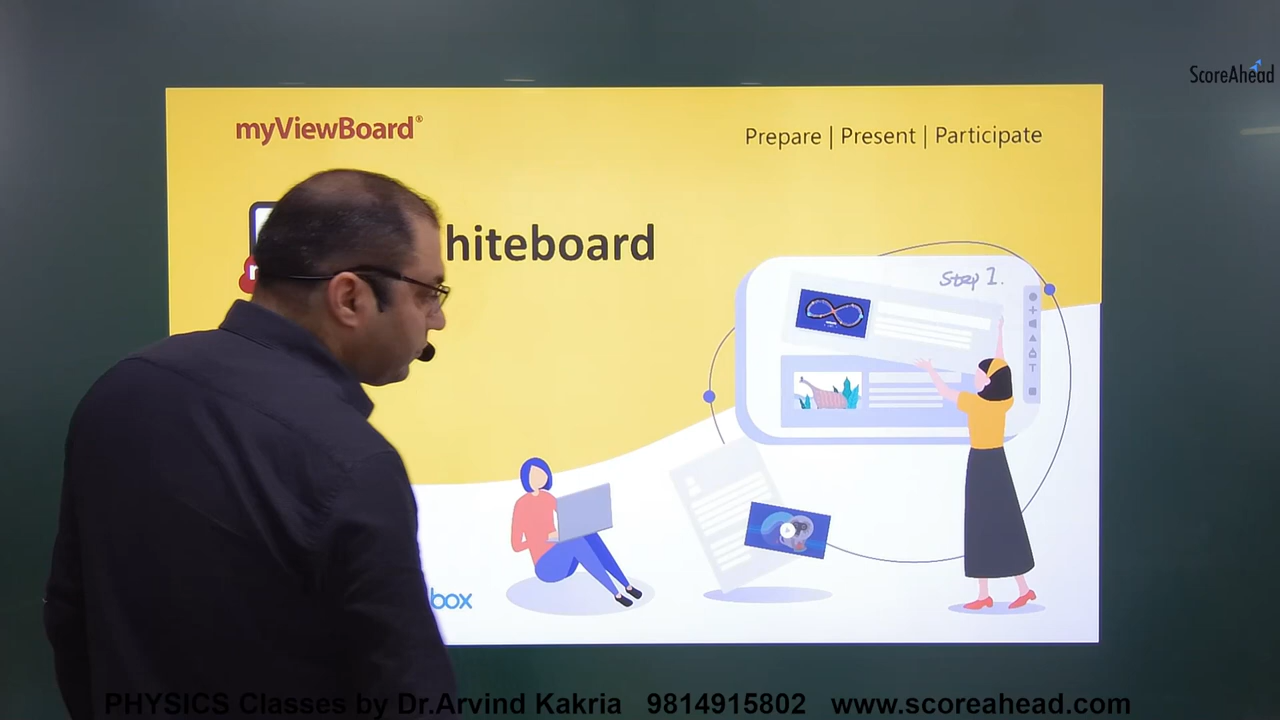 ScoreAhead
myViewBoard®
Prepare | Present | Participate
hiteboard
Step 1.
box
PHYSICS Classes by Dr.Arvind Kakria 9814915802 www.scoreahead.com